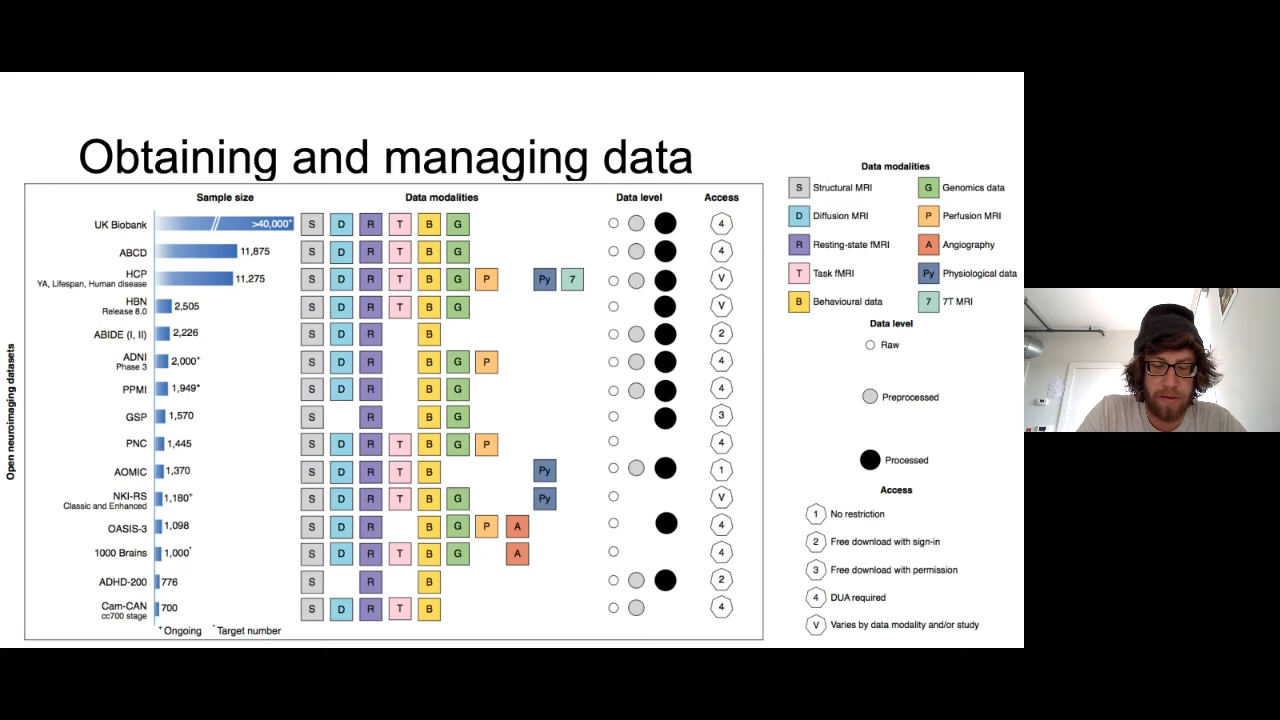 Obtaining and managing data
Sample size Data modalities Data level Access
Open neuroimaging datasets
UK Biobank >40,000* S D R T B G 4
ABCD 11,875 S D R T B G 4
HCP 11,275 S D R T B G P Py 7 V
YA, Lifespan, Human disease
HBN 2,505 S D R T B G V
Release 8.0
ABIDE (I, II) 2,226 S D R B 2
ADNI 2,000+ S D R B G P 4
Phase 3
PPMI 1,949* S D R B G 4
GSP 1,570 S R B G 3
PNC 1,445 S D R T B G P 4
AOMIC 1,370 S D R T B Py 1
NKI-RS 1,180+ S D R T B G Py V
Classic and Enhanced
OASIS-3 1,098 S D R B G P A 4
1000 Brains 1,000* S D R T B G A 4
ADHD-200 776 S R B 2
Cam-CAN 700 S D R T B 4
cc700 stage
+ Ongoing * Target number
Data modalities
S Structural MRI G Genomics data
D Diffusion MRI P Perfusion MRI
R Resting-state fMRI A Angiography
T Task fMRI Py Physiological data
B Behavioural data 7 7T MRI
Data level
Raw
Preprocessed
Processed
Access
1 No restriction
2 Free download with sign-in
3 Free download with permission
4 DUA required
V Varies by data modality and/or study